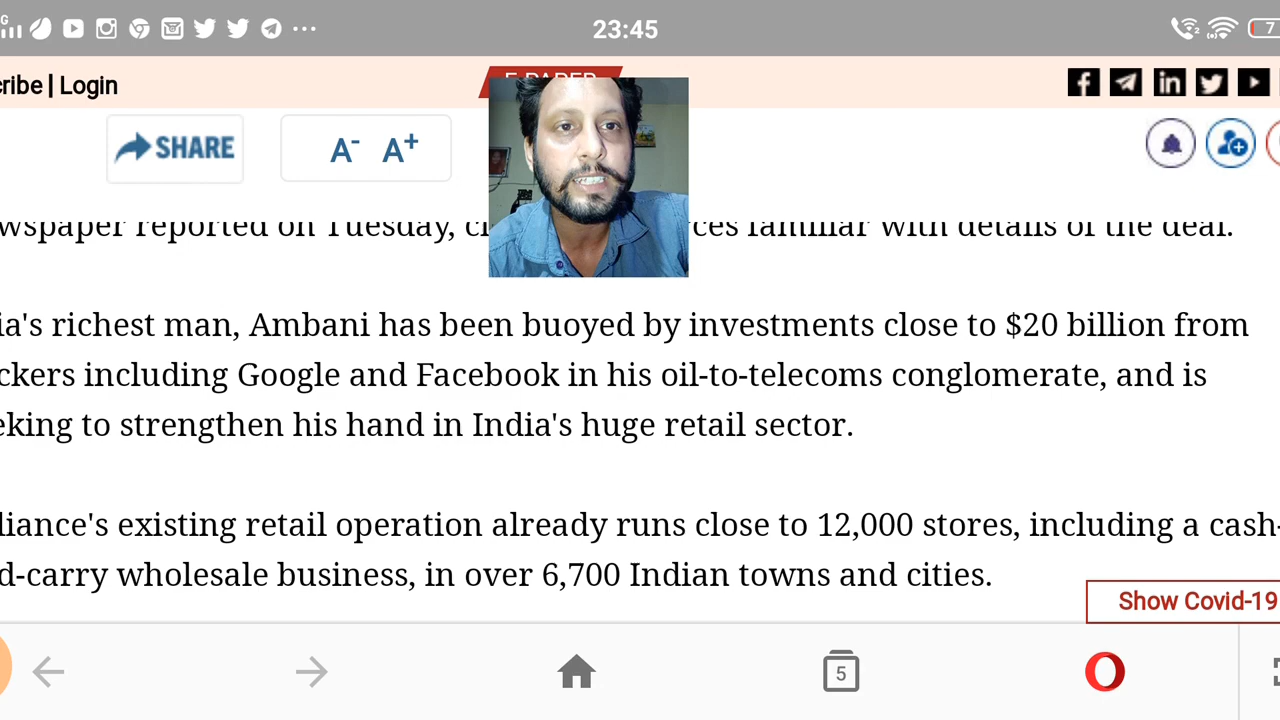 23:45
7
cribe | Login
E-PAPER
SHARE
A- A+
wspaper reported on Tuesday, ces familiar with details of the deal.
ia's richest man, Ambani has been buoyed by investments close to $20 billion from
ckers including Google and Facebook in his oil-to-telecoms conglomerate, and is
eking to strengthen his hand in India's huge retail sector.
liance's existing retail operation already runs close to 12,000 stores, including a cash-
d-carry wholesale business, in over 6,700 Indian towns and cities.
Show Covid-19
5